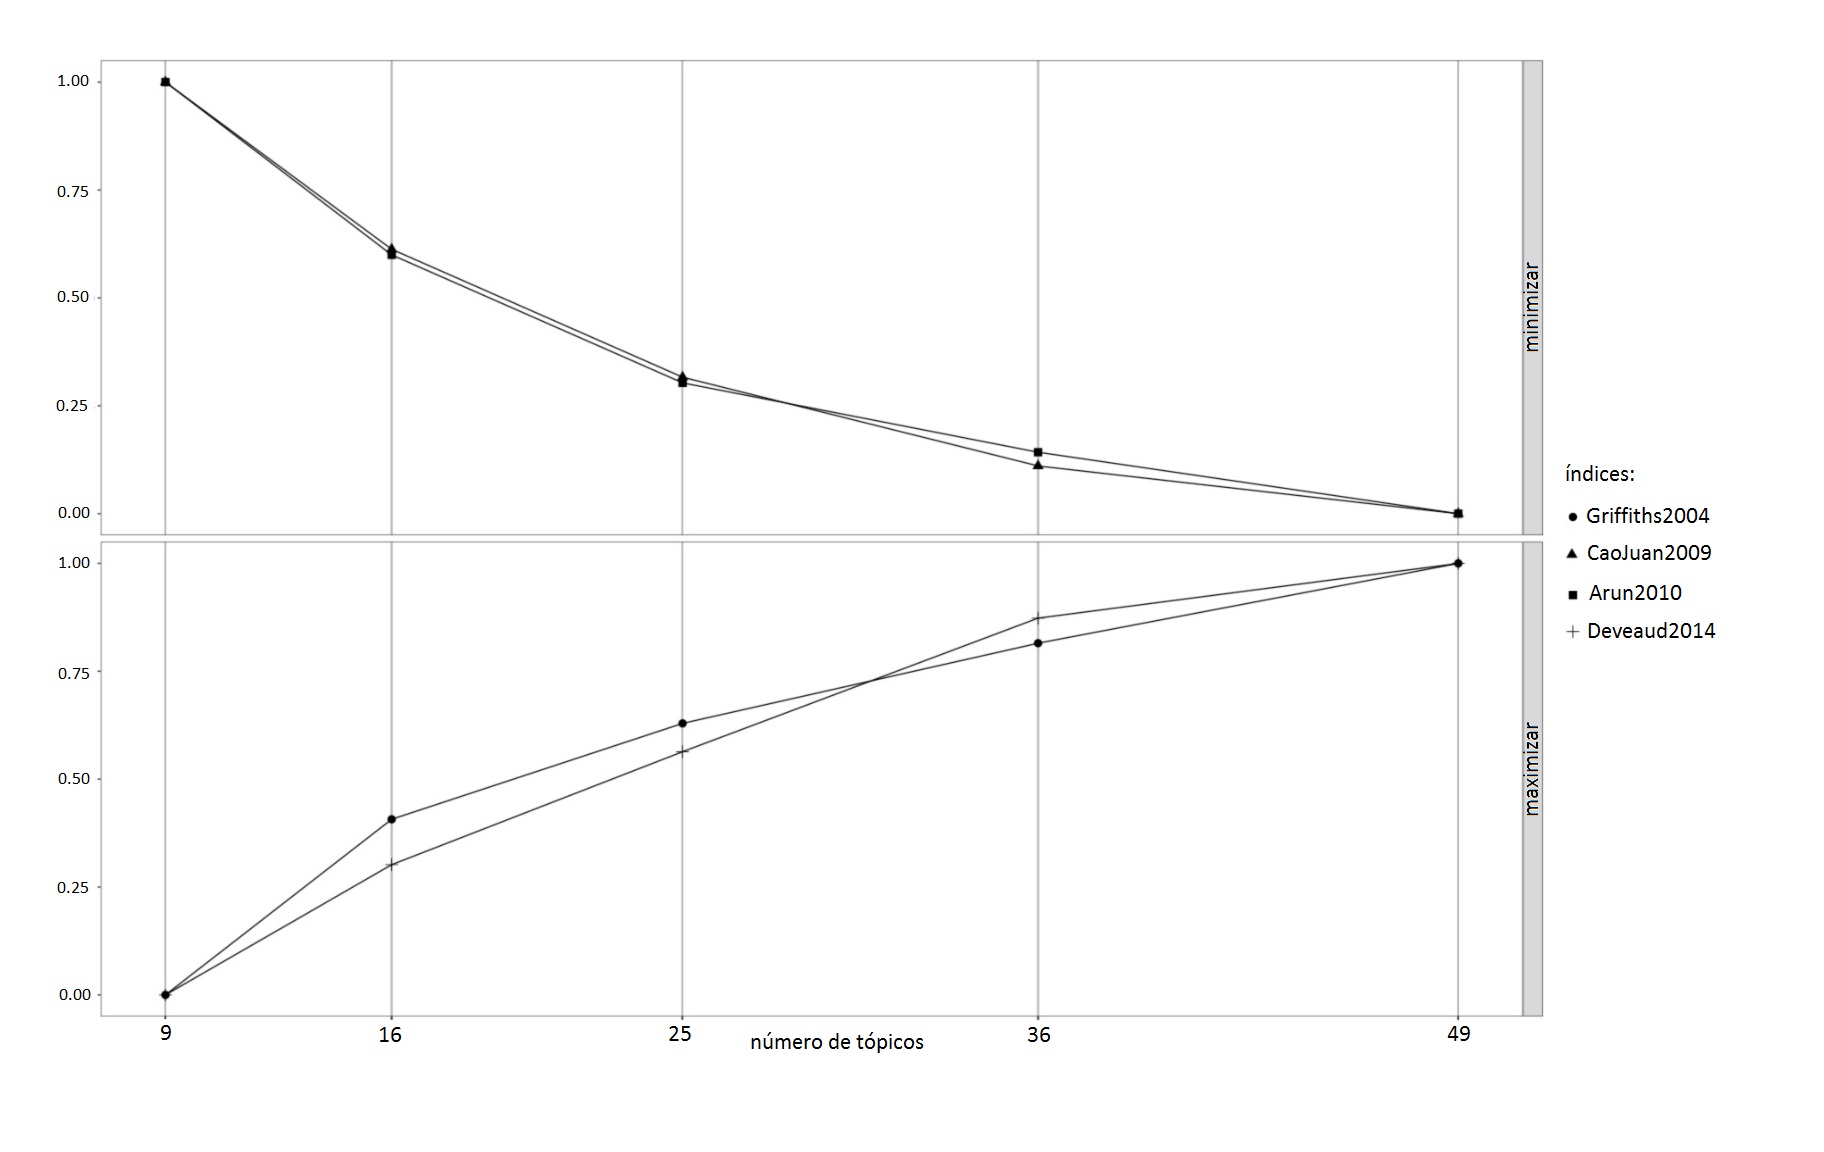 1.00
0.75
0.50
0.25
0.00
minimizar
1.00
0.75
0.50
0.25
0.00
maximizar
9 16 25 36 49
número de tópicos
índices:
Griffiths2004
CaoJuan2009
Arun2010
Deveaud2014